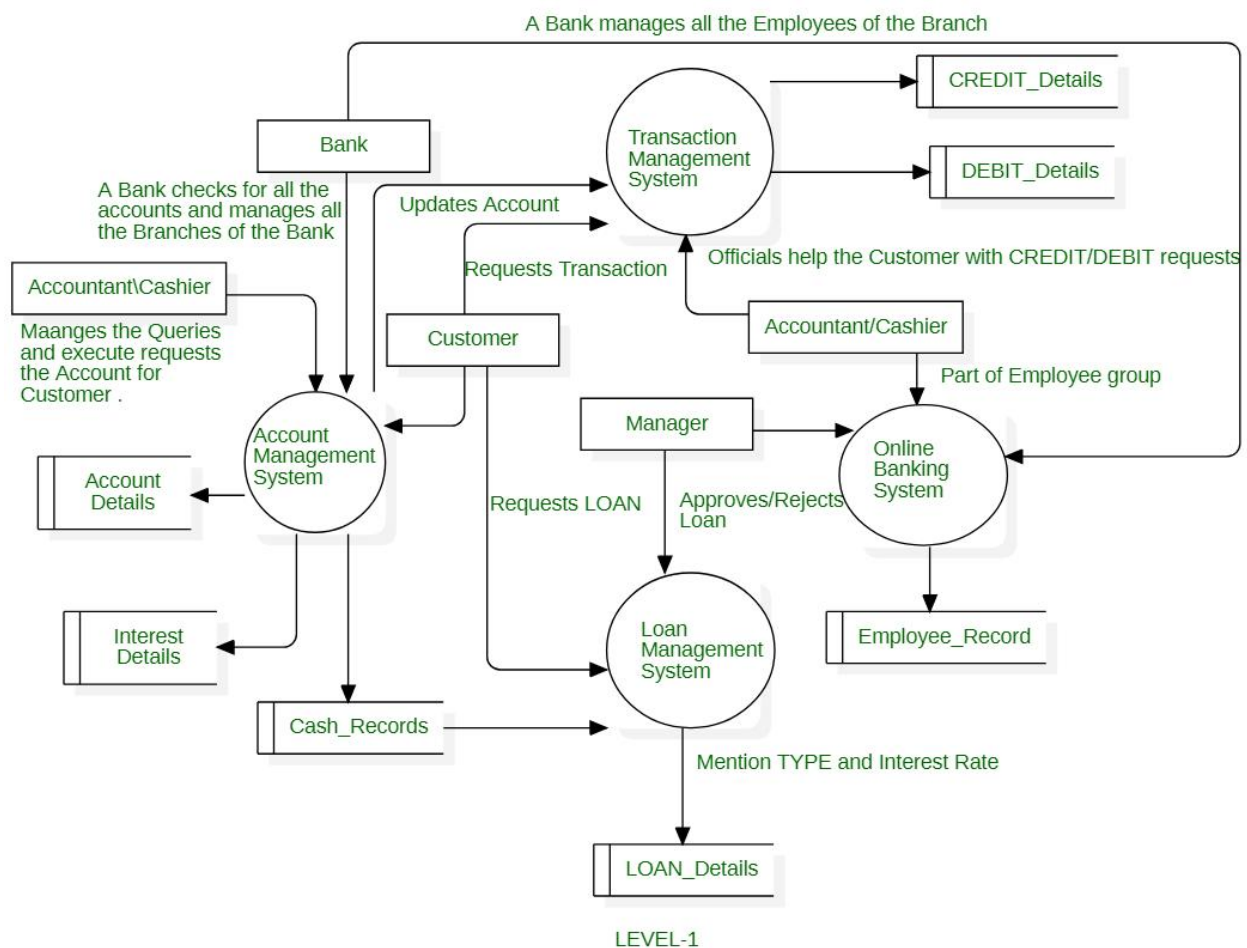 A Bank manages all the Employees of the Branch
CREDIT_Details
Bank
Transaction
Management
System
DEBIT_Details
A Bank checks for all the
accounts and manages all
the Branches of the Bank
Updates Account
Requests Transaction
Officials help the Customer with CREDIT/DEBIT requests
Accountant\Cashier
Maanges the Queries
and execute requests
the Account for
Customer .
Customer
Accountant/Cashier
Part of Employee group
Manager
Account
Management
System
Online
Banking
System
Account
Details
Requests LOAN
Approves/Rejects
Loan
Interest
Details
Loan
Management
System
Employee_Record
Cash_Records
Mention TYPE and Interest Rate
LOAN_Details
LEVEL-1